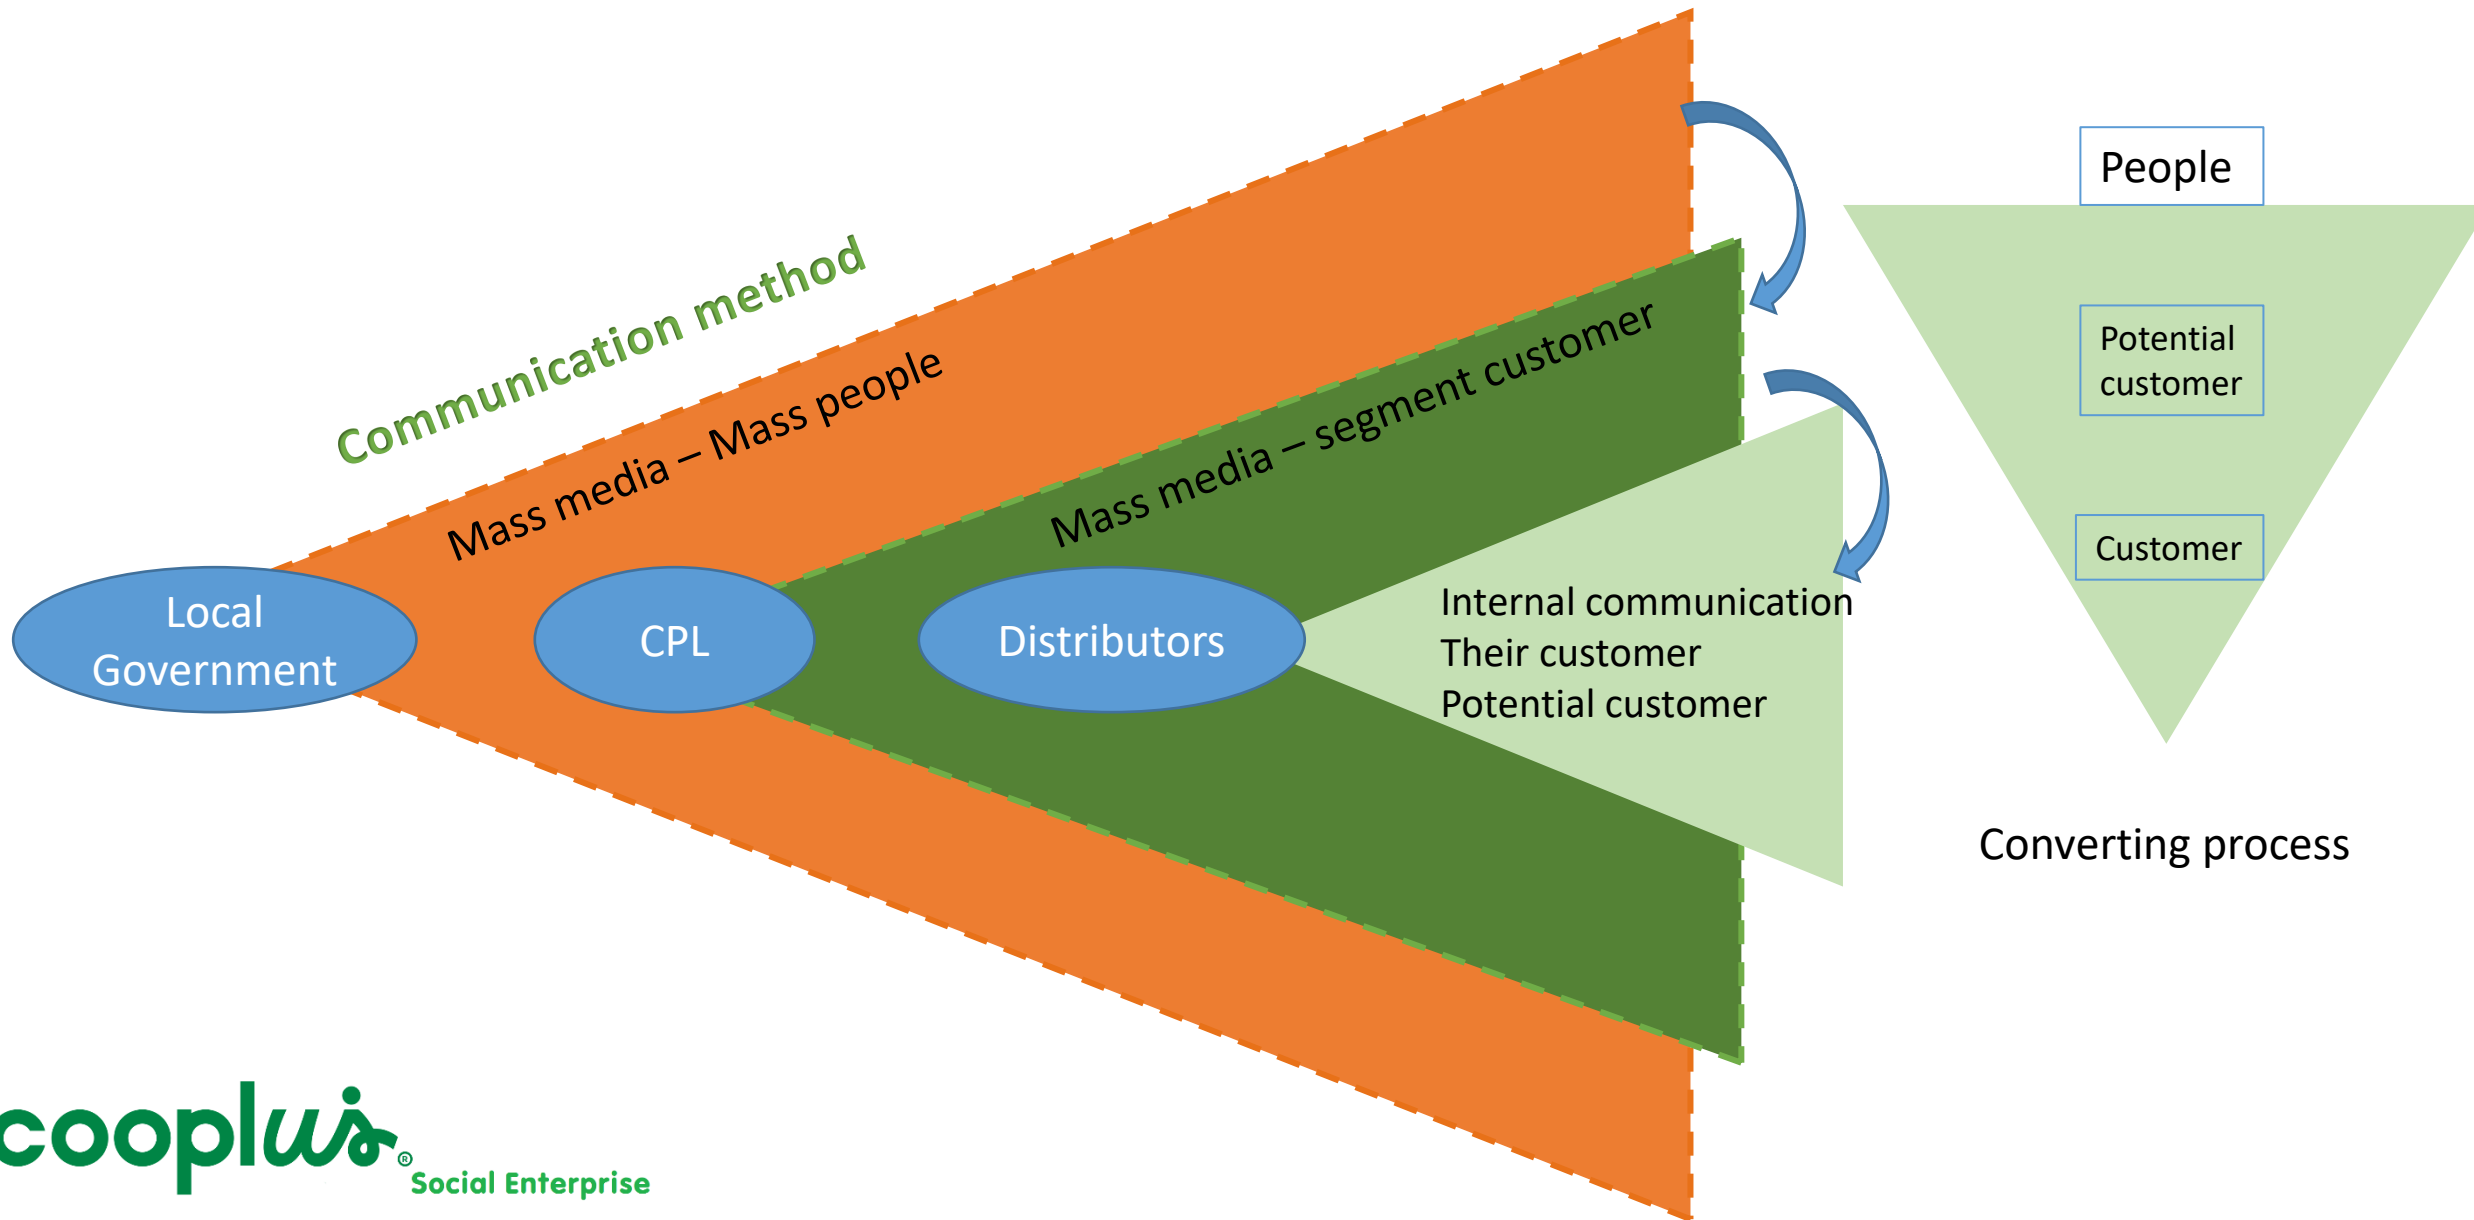 Communication method
Mass media – Mass people
Mass media – segment customer
Local
Government
CPL
Distributors
Internal communication
Their customer
Potential customer
People
Potential
customer
Customer
Converting process
cooplus®
Social Enterprise